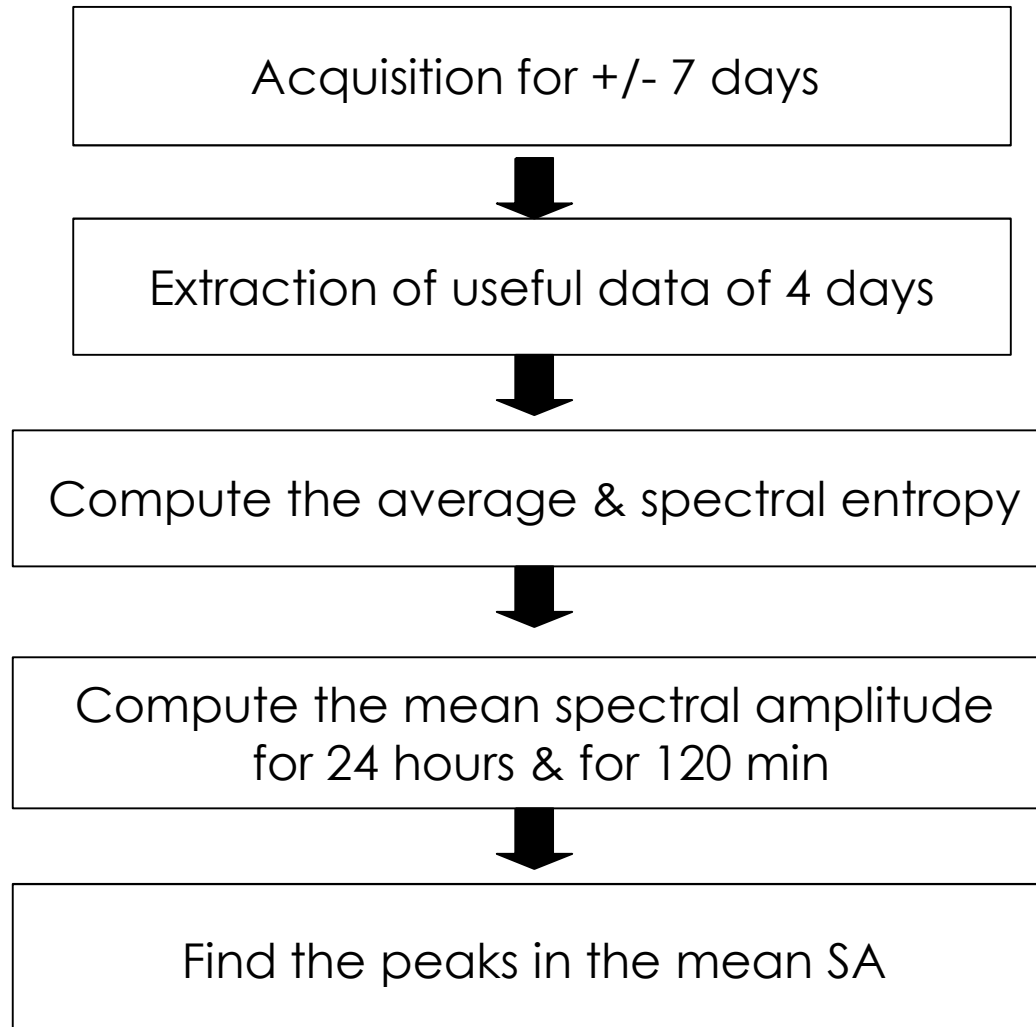 Acquisition for +/- 7 days
Extraction of useful data of 4 days
Compute the average & spectral entropy
Compute the mean spectral amplitude
for 24 hours & for 120 min
Find the peaks in the mean SA